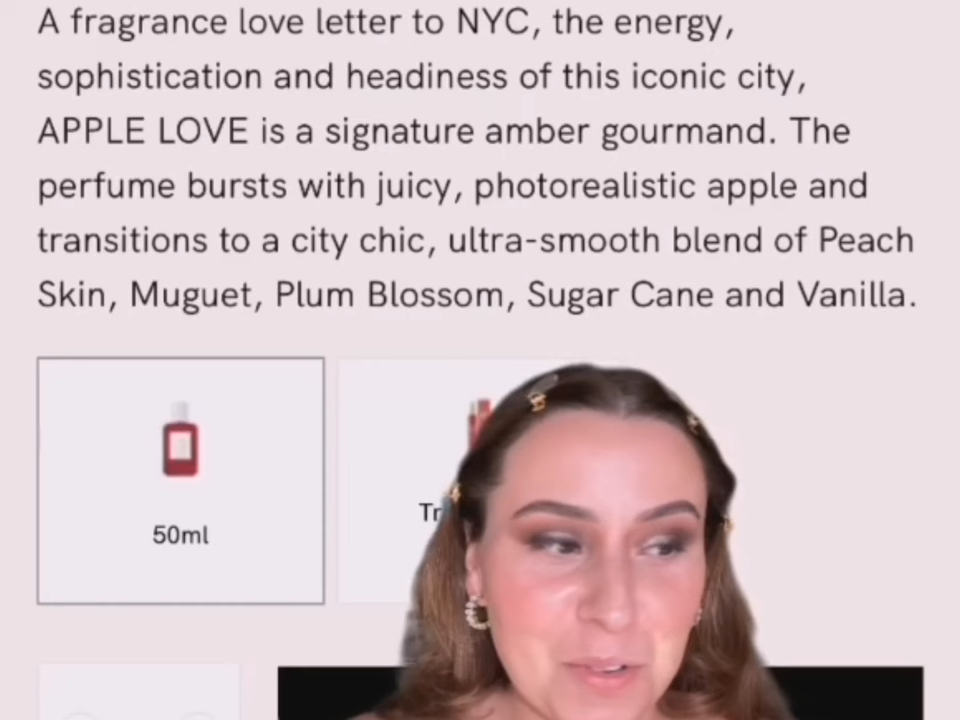 A fragrance love letter to NYC, the energy,
sophistication and headiness of this iconic city,
APPLE LOVE is a signature amber gourmand. The
perfume bursts with juicy, photorealistic apple and
transitions to a city chic, ultra-smooth blend of Peach
Skin, Muguet, Plum Blossom, Sugar Cane and Vanilla.
50ml